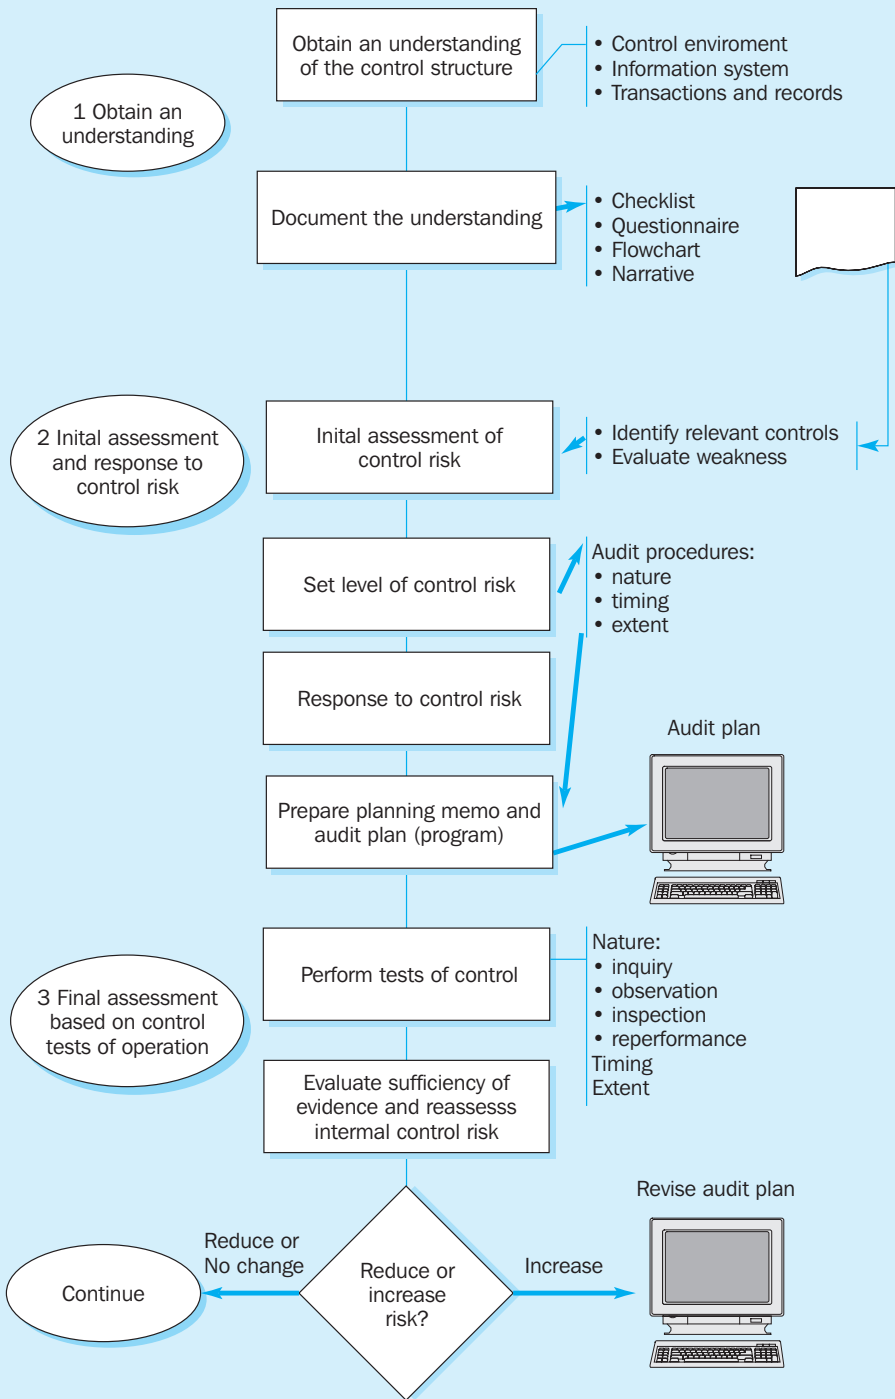 Obtain an understanding
of the control structure
• Control enviroment
• Information system
• Transactions and records
1 Obtain an
understanding
Document the understanding
• Checklist
• Questionnaire
• Flowchart
• Narrative
2 Inital assessment
and response to
control risk
Inital assessment of
control risk
• Identify relevant controls
• Evaluate weakness
Set level of control risk
Audit procedures:
• nature
• timing
• extent
Response to control risk
Audit plan
Prepare planning memo and
audit plan (program)
3 Final assessment
based on control
tests of operation
Perform tests of control
Nature:
• inquiry
• observation
• inspection
• reperformance
Timing
Extent
Evaluate sufficiency of
evidence and reassesss
intermal control risk
Revise audit plan
Continue
Reduce or
No change
Reduce or
increase
risk?
Increase